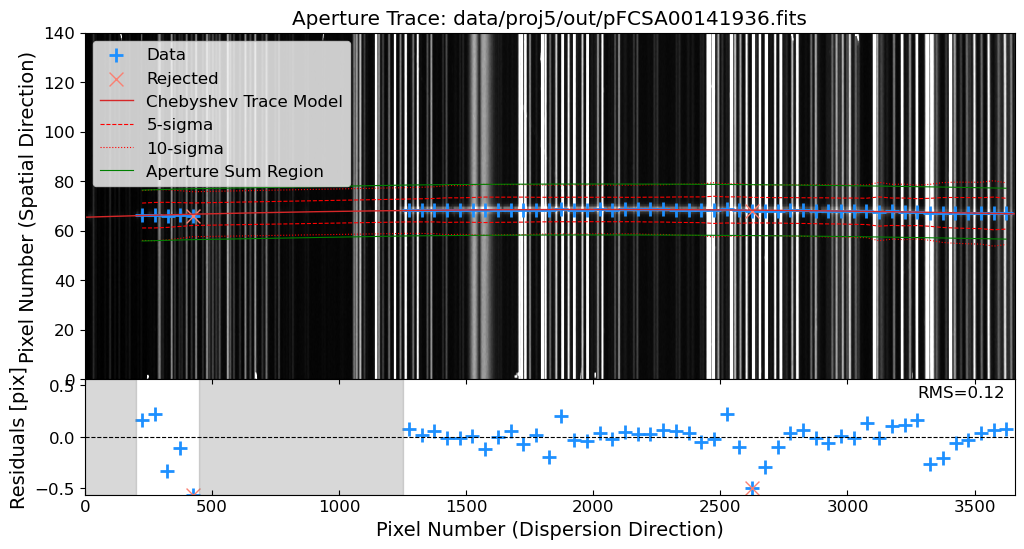 Aperture Trace: data/proj5/out/pFCSA00141936.fits
Pixel Number (Spatial Direction)
140
120
100
80
60
40
20
0
Data
Rejected
Chebyshev Trace Model
5-sigma
10-sigma
Aperture Sum Region
Residuals [pix]
0.5
0.0
−0.5
RMS=0.12
0
500
1000
1500
2000
2500
3000
3500
Pixel Number (Dispersion Direction)